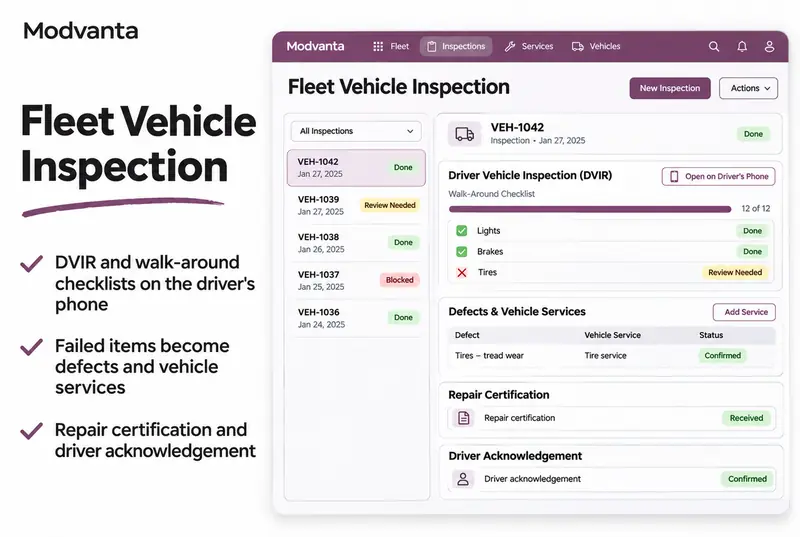 Modvanta
Fleet Vehicle
Inspection
DVIR and walk-around
checklists on the driver's
phone
Failed items become
defects and vehicle
services
Repair certification and
driver acknowledgement
Modvanta
Fleet
Inspections
Services
Vehicles
Fleet Vehicle Inspection
New Inspection
Actions
All Inspections
VEH-1042
Jan 27, 2025
Done
VEH-1039
Jan 27, 2025
Review Needed
VEH-1038
Jan 26, 2025
Done
VEH-1037
Jan 25, 2025
Blocked
VEH-1036
Jan 24, 2025
Done
VEH-1042
Inspection • Jan 27, 2025
Done
Driver Vehicle Inspection (DVIR)
Open on Driver's Phone
Walk-Around Checklist
12 of 12
Lights
Done
Brakes
Done
Tires
Review Needed
Defects & Vehicle Services
Add Service
Defect
Vehicle Service
Status
Tires – tread wear
Tire service
Confirmed
Repair Certification
Repair certification
Received
Driver Acknowledgement
Driver acknowledgement
Confirmed